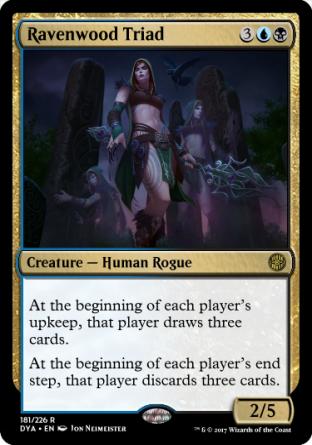 Ravenwood Triad 3
Creature — Human Rogue
At the beginning of each player's
upkeep, that player draws three
cards.
At the beginning of each player's end
step, that player discards three cards.
2/5
181/226 R
DYA • EN Jon Neimeister
™ & © 2017 Wizards of the Coast